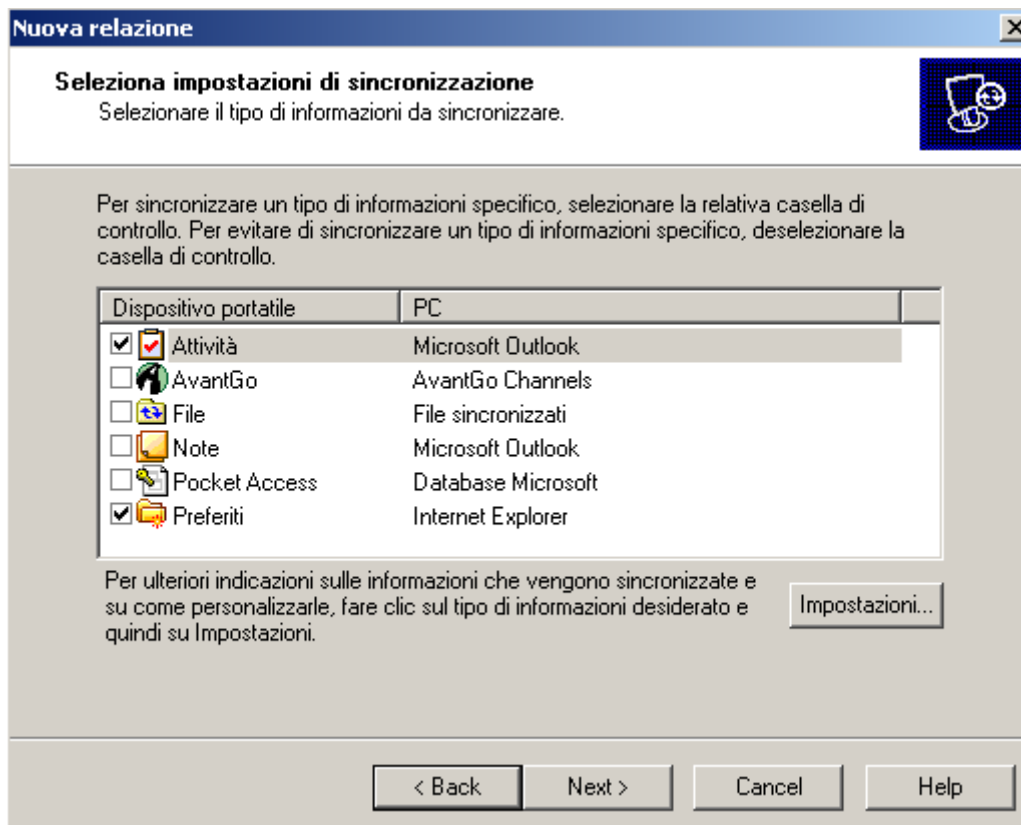 Nuova relazione
Seleziona impostazioni di sincronizzazione
Selezionare il tipo di informazioni da sincronizzare.
Per sincronizzare un tipo di informazioni specifico, selezionare la relativa casella di
controllo. Per evitare di sincronizzare un tipo di informazioni specifico, deselezionare la
casella di controllo.
Dispositivo portatile PC
Attività Microsoft Outlook
AvantGo AvantGo Channels
File File sincronizzati
Note Microsoft Outlook
Pocket Access Database Microsoft
Preferiti Internet Explorer
Per ulteriori indicazioni sulle informazioni che vengono sincronizzate e
su come personalizzarle, fare clic sul tipo di informazioni desiderato e
quindi su Impostazioni.
Impostazioni...
< Back Next > Cancel Help